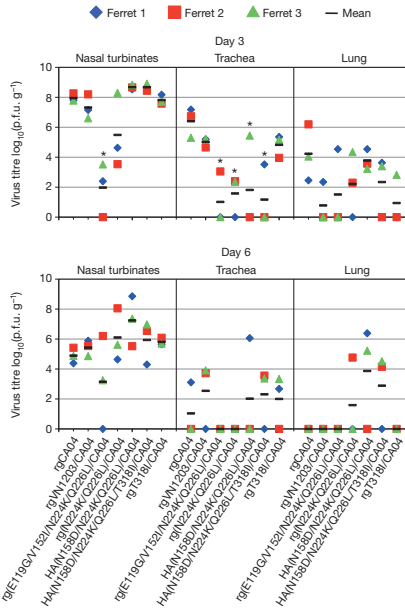 Ferret 1 Ferret 2 Ferret 3 Mean
Day 3
Nasal turbinates Trachea Lung
Virus titre log10(p.f.u. g−1)
10
8
6
4
2
0
* * * * *
Day 6
Nasal turbinates Trachea Lung
Virus titre log10(p.f.u. g−1)
10
8
6
4
2
0
rgCA04
rgVN1203/CA04
rg(E119G/V152I/N224K/Q226L)/CA04
rg(N224K/Q226L)/CA04
HA(N158D/N224K/Q226L)/CA04
HA(N158D/N224K/Q226L/T318I)/CA04
rgT318I/CA04
rgCA04
rgVN1203/CA04
rg(E119G/V152I/N224K/Q226L)/CA04
rg(N224K/Q226L)/CA04
HA(N158D/N224K/Q226L)/CA04
HA(N158D/N224K/Q226L/T318I)/CA04
rgT318I/CA04
rgCA04
rgVN1203/CA04
rg(E119G/V152I/N224K/Q226L)/CA04
rg(N224K/Q226L)/CA04
HA(N158D/N224K/Q226L)/CA04
HA(N158D/N224K/Q226L/T318I)/CA04
rgT318I/CA04